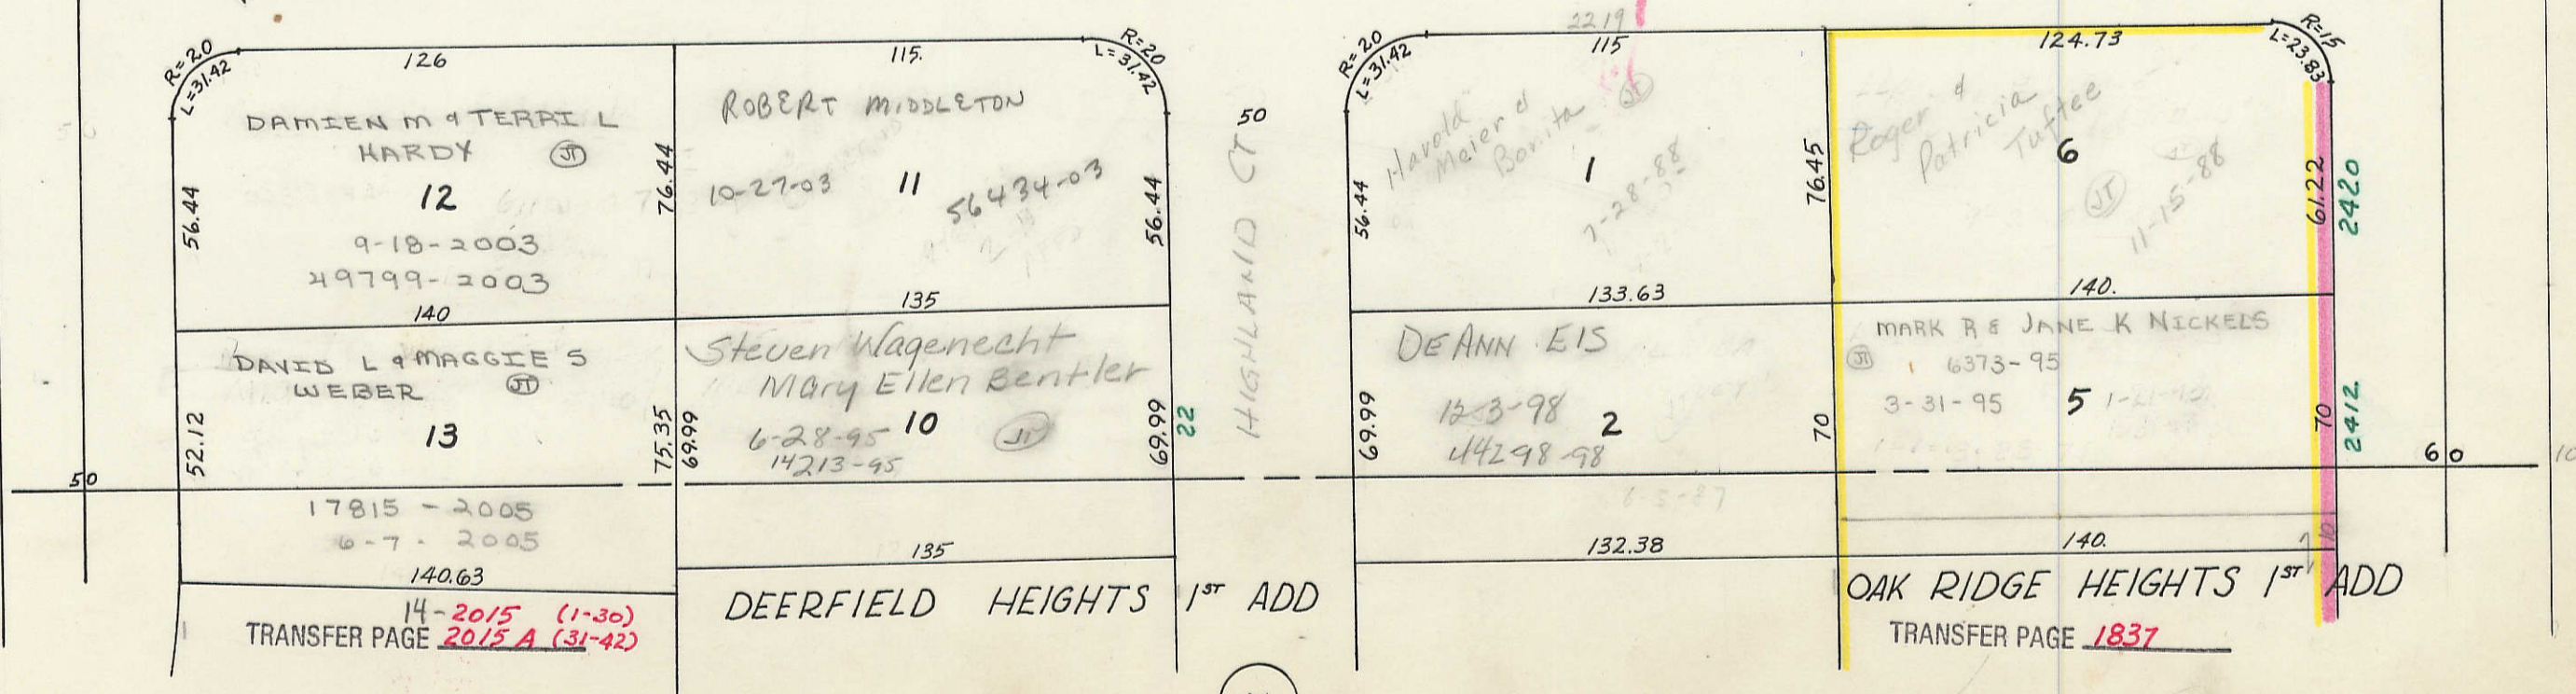 2219
R=20
L=31.42
126
DAMIEN M & TERRI L
HARDY JT
12
9-18-2003
49799-2003
56.44
76.44
140
115.
R=20
L=31.42
ROBERT MIDDLETON
10-27-03
11
56434-03
56.44
135
50
HIGHLAND CT
R=20
L=31.42
115
Harold
Meier &
Bonita JT
1
7-28-88
56.44
76.45
133.63
124.73
R=15
L=23.83
Roger &
Patricia
Tuftee
6
JT
11-15-88
61.22
2420
140.
DAVID L & MAGGIE S
WEBER JT
13
52.12
75.35
50
17815-2005
6-7-2005
140.63
Steven Wagenecht
Mary Ellen Bentler
10
6-28-95 JT
14213-95
69.99
69.99
22
135
DEANN EIS
12-3-98
2
44298-98
69.99
70
6-5-87
132.38
MARK R & JANE K NICKELS
JT 6373-95
3-31-95
5
70
2412
60
10
10
140.
14-2015 (1-30)
TRANSFER PAGE 2015 A (31-42)
DEERFIELD HEIGHTS 1ST ADD
OAK RIDGE HEIGHTS 1ST ADD
TRANSFER PAGE 1837